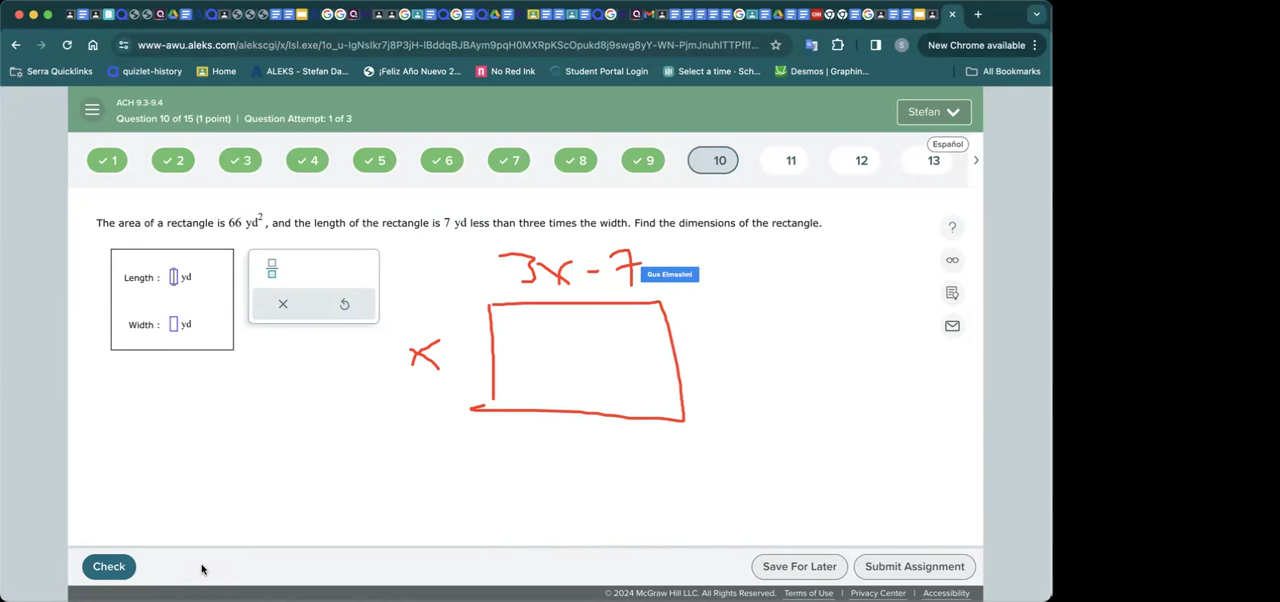 www-awu.aleks.com/alekscgi/x/Isl.exe/1o_u-IgNsIkr7j8P3jH-IBddqBJBAym9pqH0MXRpKScOpukd8j9swg8yY-WN-PjmJnuhlTTPflf...
New Chrome available
Serra Quicklinks
quizlet-history
Home
ALEKS - Stefan Da...
¡Feliz Año Nuevo 2...
No Red Ink
Student Portal Login
Select a time · Sch...
Desmos | Graphin...
All Bookmarks
ACH 9.3-9.4
Question 10 of 15 (1 point) | Question Attempt: 1 of 3
Stefan
Español
1 2 3 4 5 6 7 8 9 10 11 12 13
The area of a rectangle is 66 yd², and the length of the rectangle is 7 yd less than three times the width. Find the dimensions of the rectangle.
Length : yd
Width : yd
3x - 7
Gus Elmashni
x
?
Check
Save For Later
Submit Assignment
© 2024 McGraw Hill LLC. All Rights Reserved. Terms of Use | Privacy Center | Accessibility